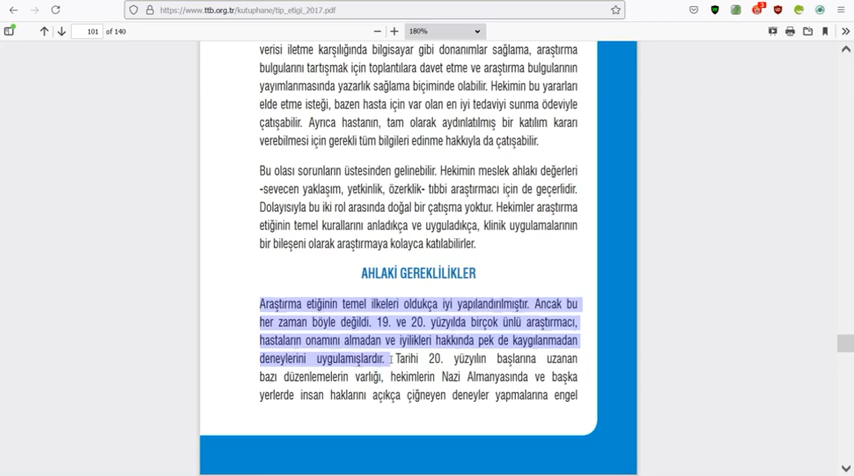 https://www.ttb.org.tr/kutuphane/tip_etigi_2017.pdf
3
101 of 140
180%
verisi iletme karşılığında bilgisayar gibi donanımlar sağlama, araştırma
bulgularını tartışmak için toplantılara davet etme ve araştırma bulgularının
yayımlanmasında yazarlık sağlama biçiminde olabilir. Hekimin bu yararları
elde etme isteği, bazen hasta için var olan en iyi tedaviyi sunma ödeviyle
çatışabilir. Ayrıca hastanın, tam olarak aydınlatılmış bir katılım kararı
verebilmesi için gerekli tüm bilgileri edinme hakkıyla da çatışabilir.
Bu olası sorunların üstesinden gelinebilir. Hekimin meslek ahlakı değerleri
-sevecen yaklaşım, yetkinlik, özerklik- tıbbi araştırmacı için de geçerlidir.
Dolayısıyla bu iki rol arasında doğal bir çatışma yoktur. Hekimler araştırma
etiğinin temel kurallarını anladıkça ve uyguladıkça, klinik uygulamalarının
bir bileşeni olarak araştırmaya kolayca katılabilirler.
AHLAKİ GEREKLİLİKLER
Araştırma etiğinin temel ilkeleri oldukça iyi yapılandırılmıştır. Ancak bu
her zaman böyle değildi. 19. ve 20. yüzyılda birçok ünlü araştırmacı,
hastaların onamını almadan ve iyilikleri hakkında pek de kaygılanmadan
deneylerini uygulamışlardır. Tarihi 20. yüzyılın başlarına uzanan
bazı düzenlemelerin varlığı, hekimlerin Nazi Almanyasında ve başka
yerlerde insan haklarını açıkça çiğneyen deneyler yapmalarına engel